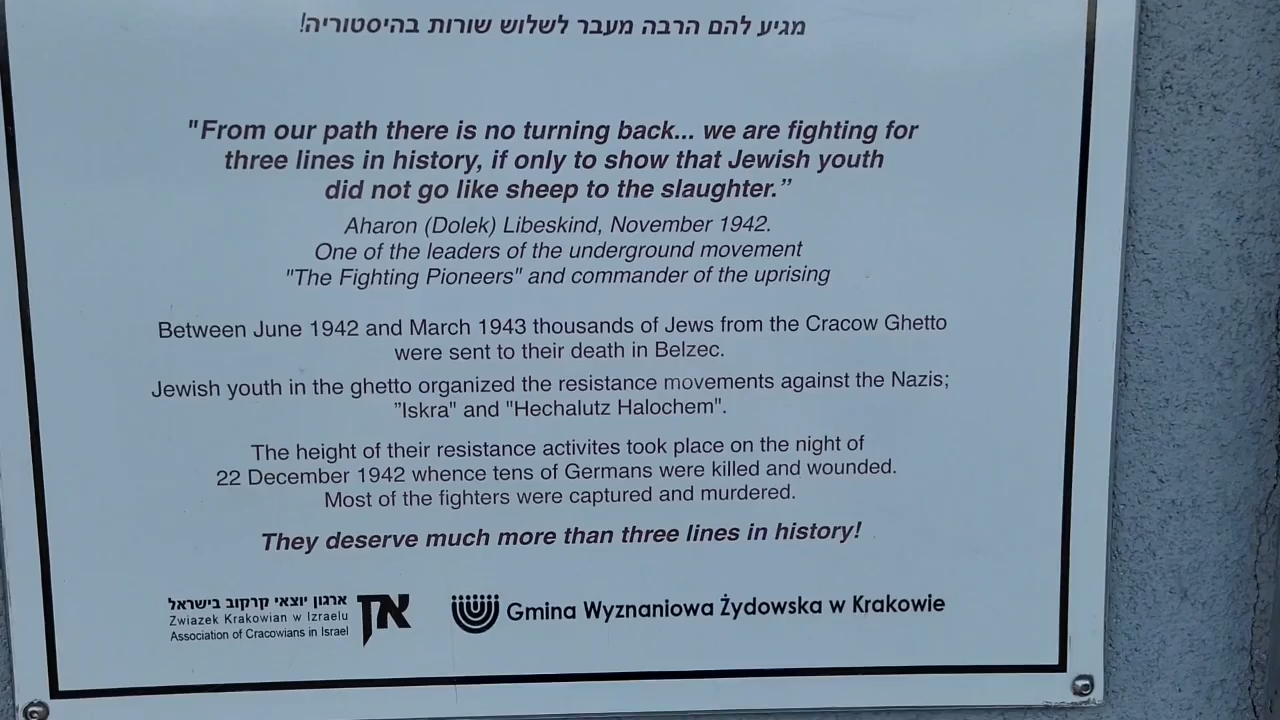 מגיע להם הרבה מעבר לשלוש שורות בהיסטוריה!
"From our path there is no turning back... we are fighting for
three lines in history, if only to show that Jewish youth
did not go like sheep to the slaughter.”
Aharon (Dolek) Libeskind, November 1942.
One of the leaders of the underground movement
"The Fighting Pioneers" and commander of the uprising
Between June 1942 and March 1943 thousands of Jews from the Cracow Ghetto
were sent to their death in Belzec.
Jewish youth in the ghetto organized the resistance movements against the Nazis;
”Iskra" and "Hechalutz Halochem".
The height of their resistance activites took place on the night of
22 December 1942 whence tens of Germans were killed and wounded.
Most of the fighters were captured and murdered.
They deserve much more than three lines in history!
ארגון יוצאי קרקוב בישראל
Zwiazek Krakowian w Izraelu
Association of Cracowians in Israel
אק
Gmina Wyznaniowa Żydowska w Krakowie